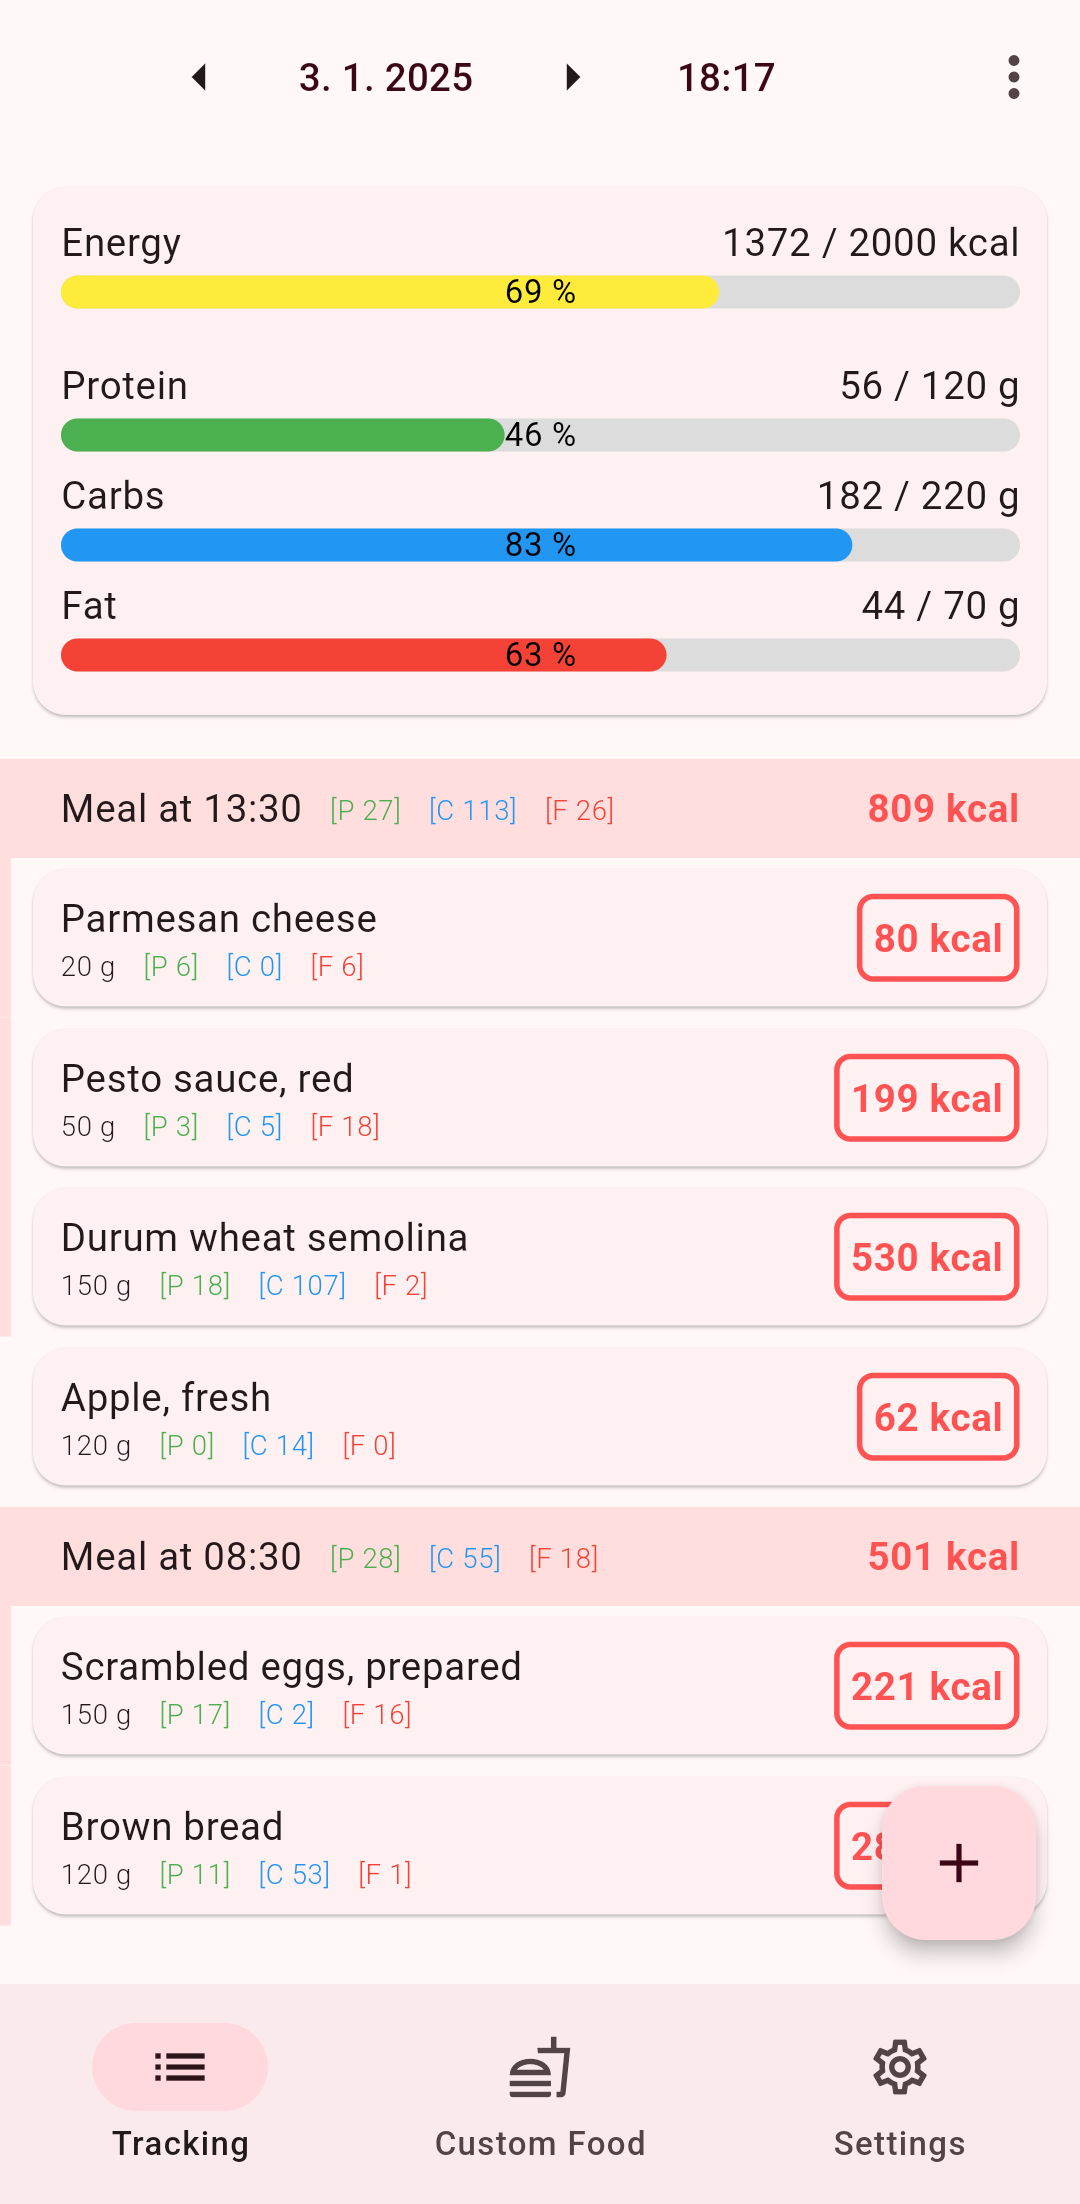 3. 1. 2025 18:17
Energy 1372 / 2000 kcal
69 %
Protein 56 / 120 g
46 %
Carbs 182 / 220 g
83 %
Fat 44 / 70 g
63 %
Meal at 13:30 [P 27] [C 113] [F 26] 809 kcal
Parmesan cheese
20 g [P 6] [C 0] [F 6] 80 kcal
Pesto sauce, red
50 g [P 3] [C 5] [F 18] 199 kcal
Durum wheat semolina
150 g [P 18] [C 107] [F 2] 530 kcal
Apple, fresh
120 g [P 0] [C 14] [F 0] 62 kcal
Meal at 08:30 [P 28] [C 55] [F 18] 501 kcal
Scrambled eggs, prepared
150 g [P 17] [C 2] [F 16] 221 kcal
Brown bread
120 g [P 11] [C 53] [F 1]
Tracking Custom Food Settings